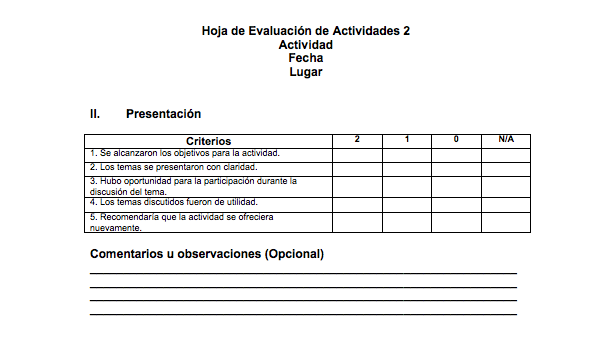 Hoja de Evaluación de Actividades 2
Actividad
Fecha
Lugar
II. Presentación
Criterios 2 1 0 N/A
1. Se alcanzaron los objetivos para la actividad.
2. Los temas se presentaron con claridad.
3. Hubo oportunidad para la participación durante la
discusión del tema.
4. Los temas discutidos fueron de utilidad.
5. Recomendaría que la actividad se ofreciera
nuevamente.
Comentarios u observaciones (Opcional)